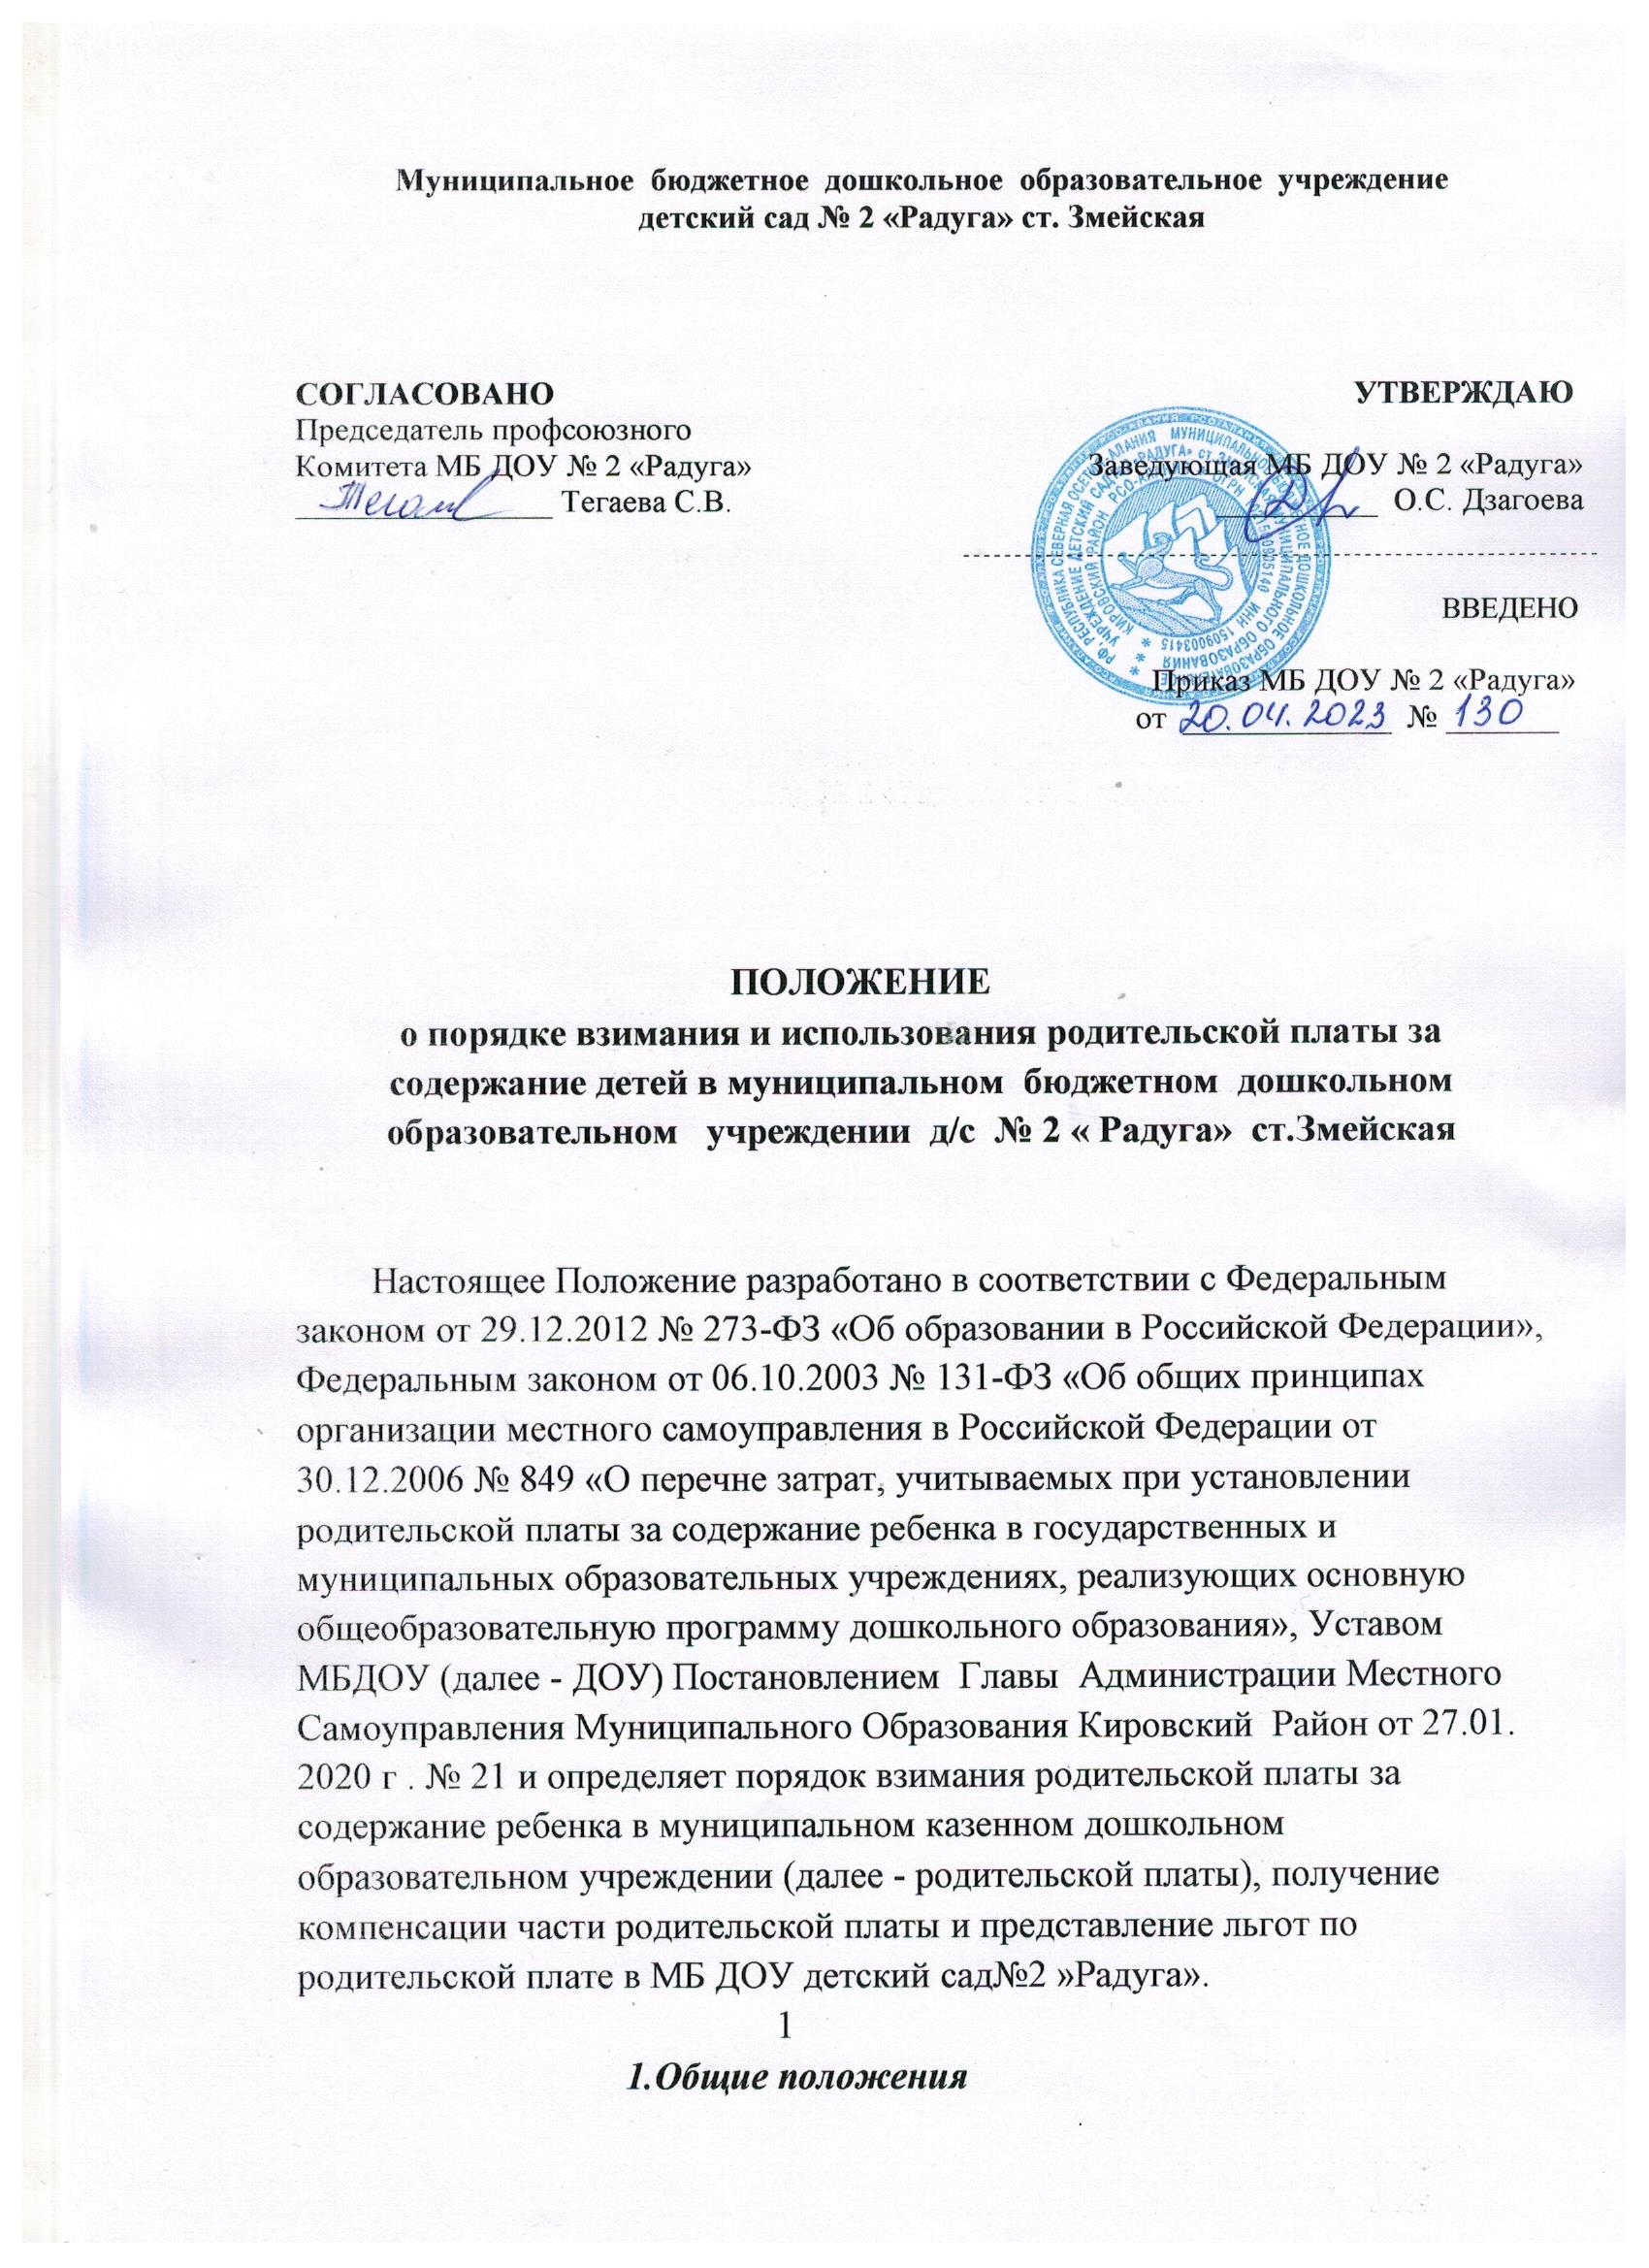 Муниципальное бюджетное дошкольное образовательное учреждение
детский сад № 2 «Радуга» ст. Змейская
СОГЛАСОВАНО
УТВЕРЖДАЮ
Председатель профсоюзного
Комитета МБ ДОУ № 2 «Радуга»
Заведующая МБ ДОУ № 2 «Радуга»
Тегаева С.В.
О.С. Дзагоева
ВВЕДЕНО
Приказ МБ ДОУ № 2 «Радуга»
от 20.04.2023 № 130
ПОЛОЖЕНИЕ
о порядке взимания и использования родительской платы за
содержание детей в муниципальном бюджетном дошкольном
образовательном учреждении д/с № 2 « Радуга» ст.Змейская
Настоящее Положение разработано в соответствии с Федеральным
законом от 29.12.2012 № 273-ФЗ «Об образовании в Российской Федерации»,
Федеральным законом от 06.10.2003 № 131-ФЗ «Об общих принципах
организации местного самоуправления в Российской Федерации от
30.12.2006 № 849 «О перечне затрат, учитываемых при установлении
родительской платы за содержание ребенка в государственных и
муниципальных образовательных учреждениях, реализующих основную
общеобразовательную программу дошкольного образования», Уставом
МБДОУ (далее - ДОУ) Постановлением Главы Администрации Местного
Самоуправления Муниципального Образования Кировский Район от 27.01.
2020 г . № 21 и определяет порядок взимания родительской платы за
содержание ребенка в муниципальном казенном дошкольном
образовательном учреждении (далее - родительской платы), получение
компенсации части родительской платы и представление льгот по
родительской плате в МБ ДОУ детский сад№2 »Радуга».
1
1.Общие положения